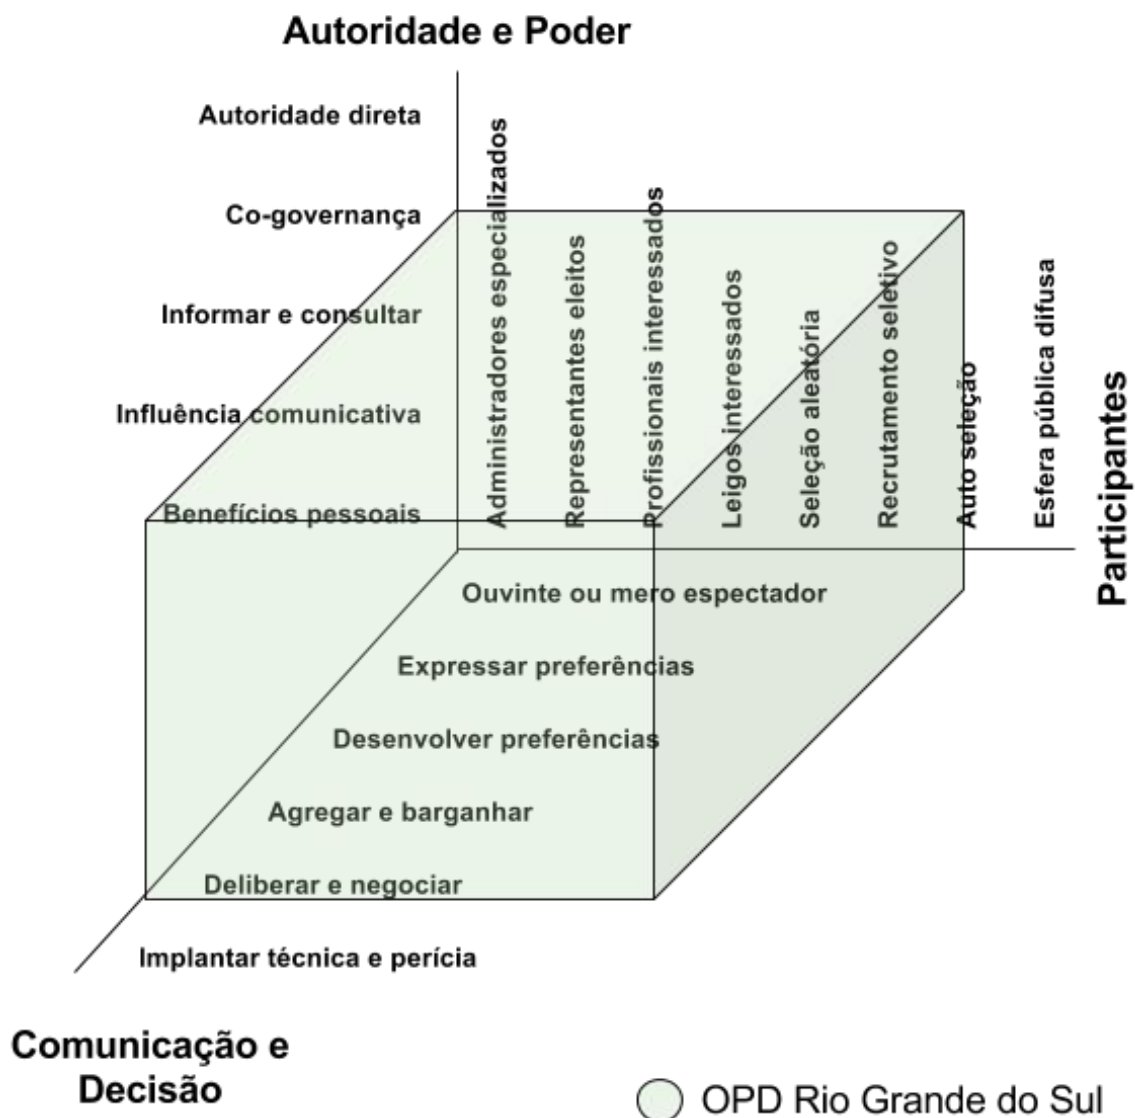 Autoridade e Poder
Autoridade direta
Co-governança
Informar e consultar
Influência comunicativa
Benefícios pessoais
Administradores especializados
Representantes eleitos
Profissionais interessados
Leigos interessados
Seleção aleatória
Recrutamento seletivo
Auto seleção
Esfera pública difusa
Participantes
Ouvinte ou mero espectador
Expressar preferências
Desenvolver preferências
Agregar e barganhar
Deliberar e negociar
Implantar técnica e perícia
Comunicação e
Decisão
OPD Rio Grande do Sul